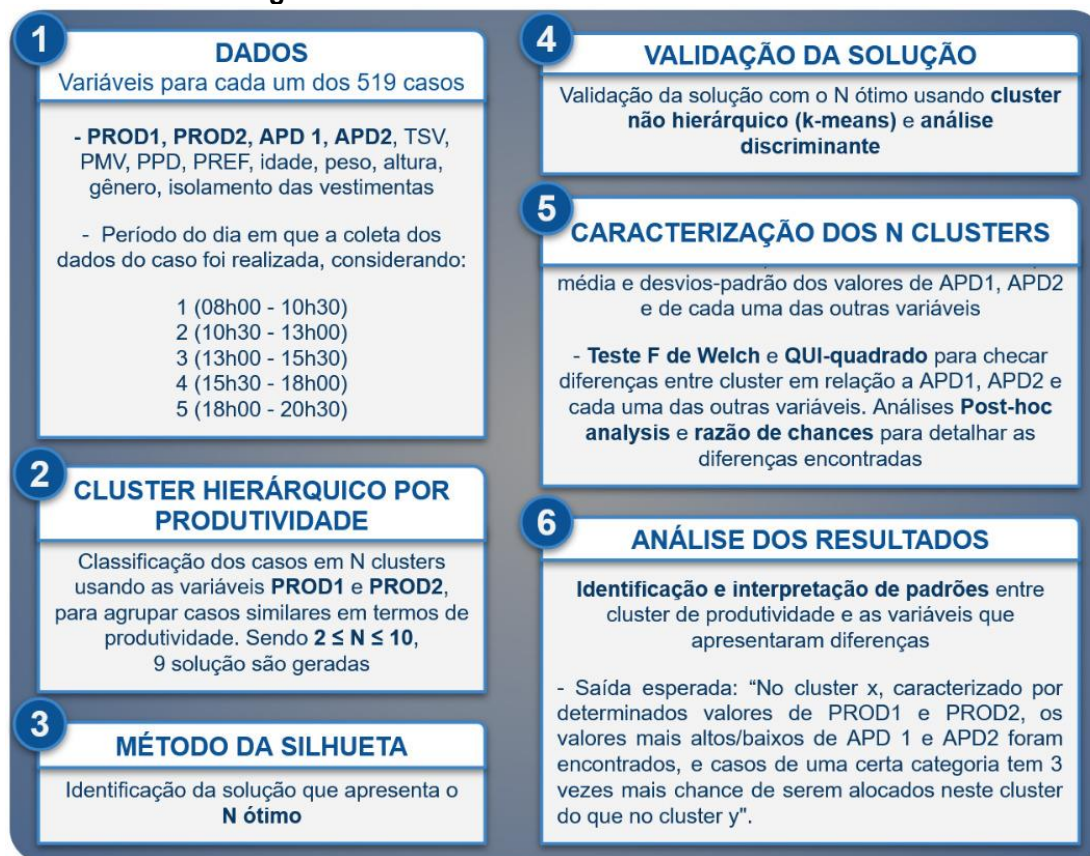 1
DADOS
Variáveis para cada um dos 519 casos
- PROD1, PROD2, APD 1, APD2, TSV,
PMV, PPD, PREF, idade, peso, altura,
gênero, isolamento das vestimentas
- Período do dia em que a coleta dos
dados do caso foi realizada, considerando:
1 (08h00 - 10h30)
2 (10h30 - 13h00)
3 (13h00 - 15h30)
4 (15h30 - 18h00)
5 (18h00 - 20h30)
2
CLUSTER HIERÁRQUICO POR
PRODUTIVIDADE
Classificação dos casos em N clusters
usando as variáveis PROD1 e PROD2,
para agrupar casos similares em termos de
produtividade. Sendo 2 ≤ N ≤ 10,
9 solução são geradas
3
MÉTODO DA SILHUETA
Identificação da solução que apresenta o
N ótimo
4
VALIDAÇÃO DA SOLUÇÃO
Validação da solução com o N ótimo usando cluster
não hierárquico (k-means) e análise
discriminante
5
CARACTERIZAÇÃO DOS N CLUSTERS
média e desvios-padrão dos valores de APD1, APD2
e de cada uma das outras variáveis
- Teste F de Welch e QUI-quadrado para checar
diferenças entre cluster em relação a APD1, APD2 e
cada uma das outras variáveis. Análises Post-hoc
analysis e razão de chances para detalhar as
diferenças encontradas
6
ANÁLISE DOS RESULTADOS
Identificação e interpretação de padrões entre
cluster de produtividade e as variáveis que
apresentaram diferenças
- Saída esperada: “No cluster x, caracterizado por
determinados valores de PROD1 e PROD2, os
valores mais altos/baixos de APD 1 e APD2 foram
encontrados, e casos de uma certa categoria tem 3
vezes mais chance de serem alocados neste cluster
do que no cluster y".